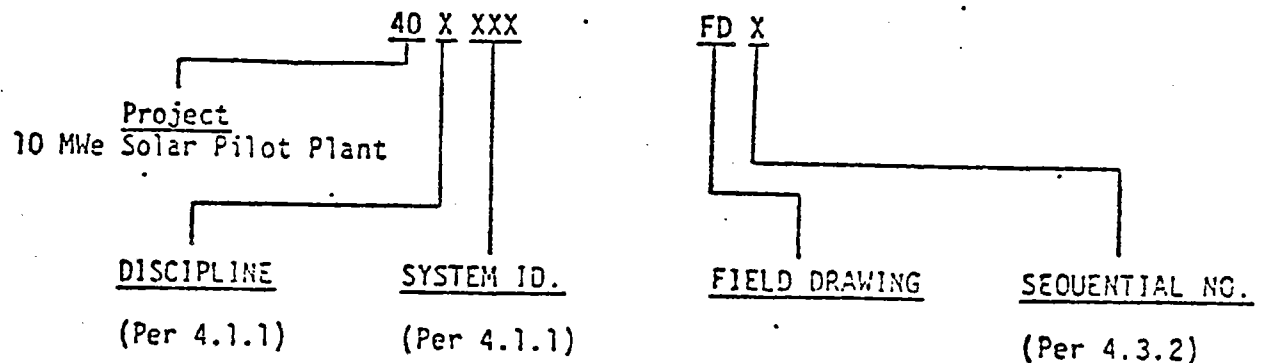 40 X XXX FD X
Project
10 MWe Solar Pilot Plant
DISCIPLINE SYSTEM ID. FIELD DRAWING SEQUENTIAL NO.
(Per 4.1.1) (Per 4.1.1) (Per 4.3.2)